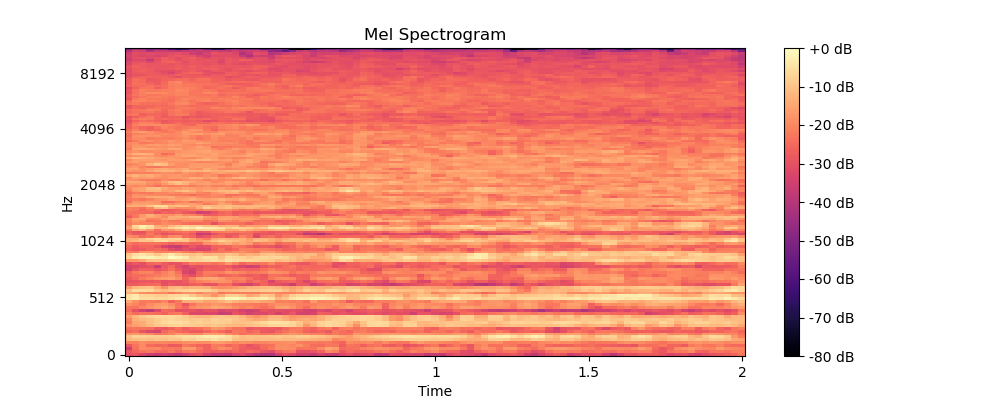 Mel Spectrogram
Hz
8192
4096
2048
1024
512
0
0
0.5
1
1.5
2
Time
+0 dB
-10 dB
-20 dB
-30 dB
-40 dB
-50 dB
-60 dB
-70 dB
-80 dB